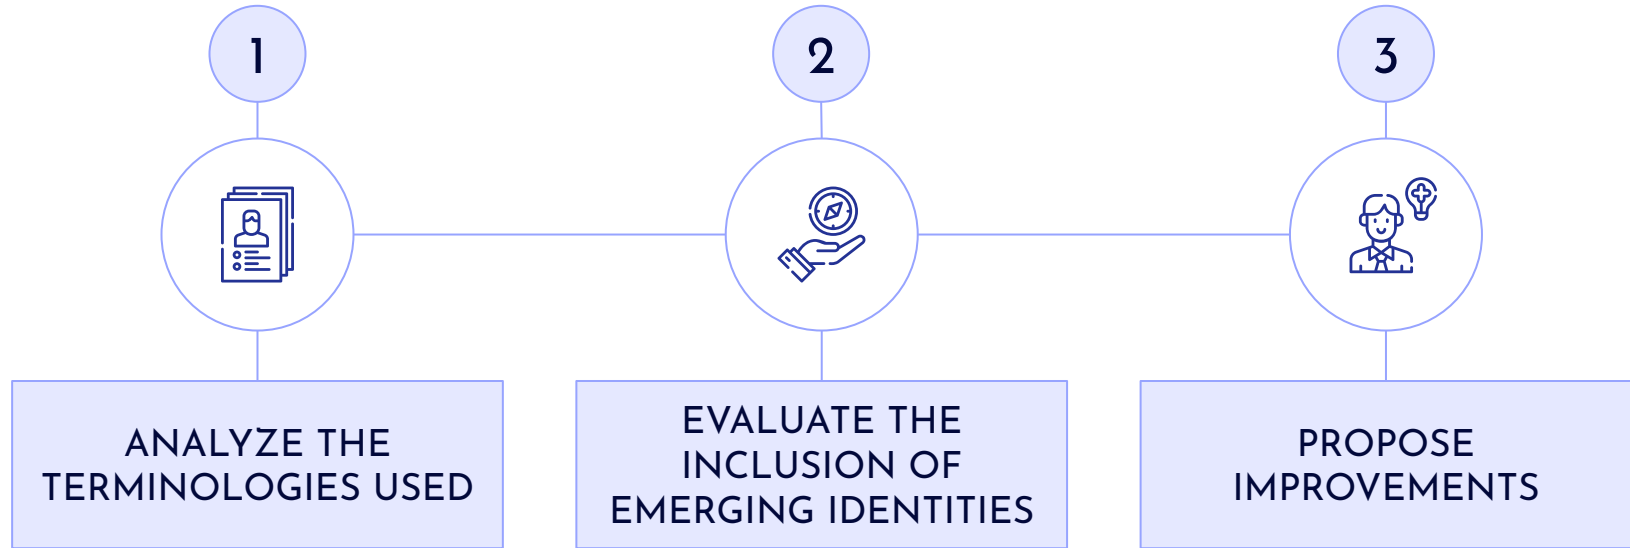 1
2
3
ANALYZE THE
TERMINOLOGIES USED
EVALUATE THE
INCLUSION OF
EMERGING IDENTITIES
PROPOSE
IMPROVEMENTS